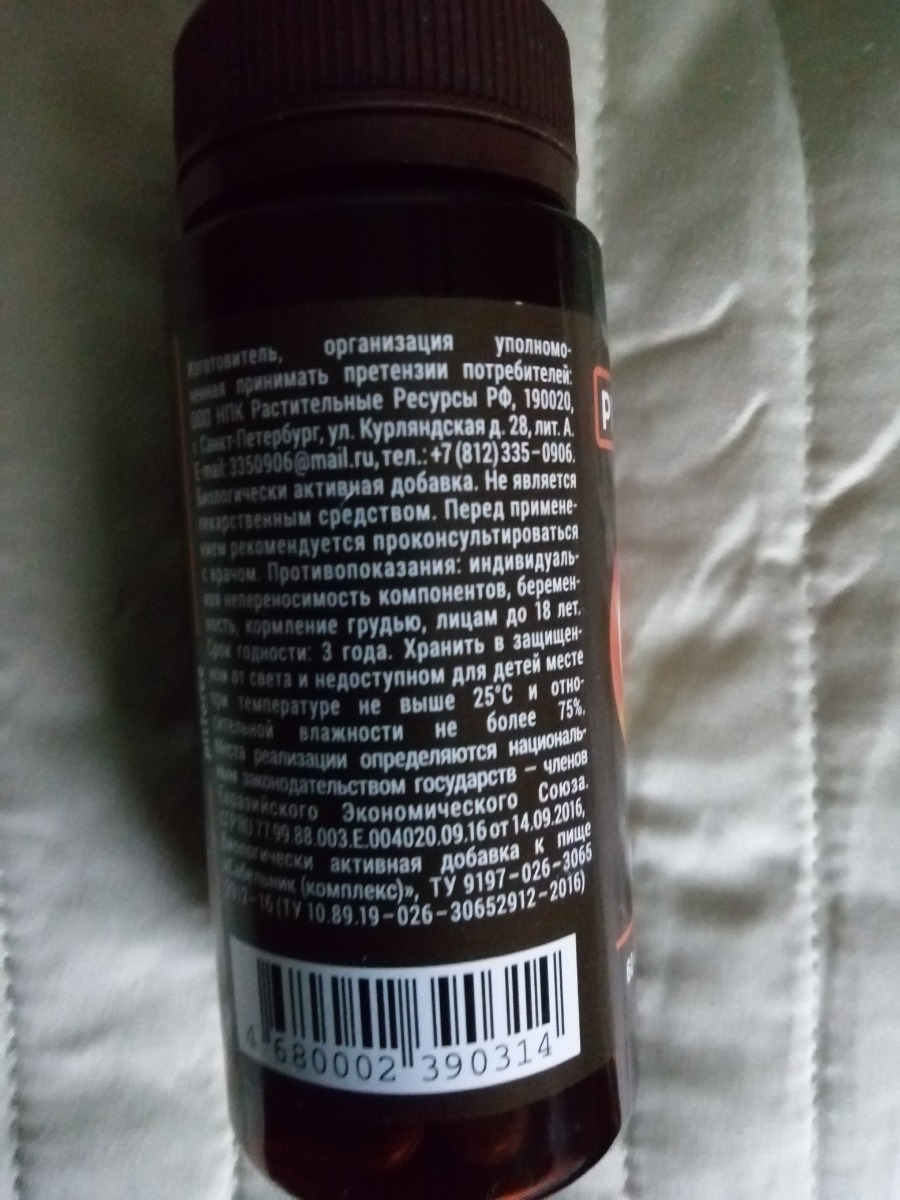 Изготовитель, организация уполномо-
ченная принимать претензии потребителей:
ООО НПК Растительные Ресурсы РФ, 190020,
г Санкт-Петербург, ул. Курляндская д. 28, лит. А.
E-mail: 3350906@mail.ru, тел.: +7 (812) 335-0906.
Биологически активная добавка. Не является
лекарственным средством. Перед примене-
нием рекомендуется проконсультироваться
с врачом. Противопоказания: индивидуаль-
ная непереносимость компонентов, беремен-
ность, кормление грудью, лицам до 18 лет.
Срок годности: 3 года. Хранить в защищен-
ном от света и недоступном для детей месте
при температуре не выше 25°С и отно-
сительной влажности не более 75%.
Места реализации определяются националь-
ным законодательством государств – членов
Евразийского Экономического Союза.
СГР RU.77.99.88.003.Е.004020.09.16 от 14.09.2016,
Биологически активная добавка к пище
«Сабельник (комплекс)», ТУ 9197-026-3065
2912-16 (ТУ 10.89.19-026-30652912-2016)
4 680002 390314